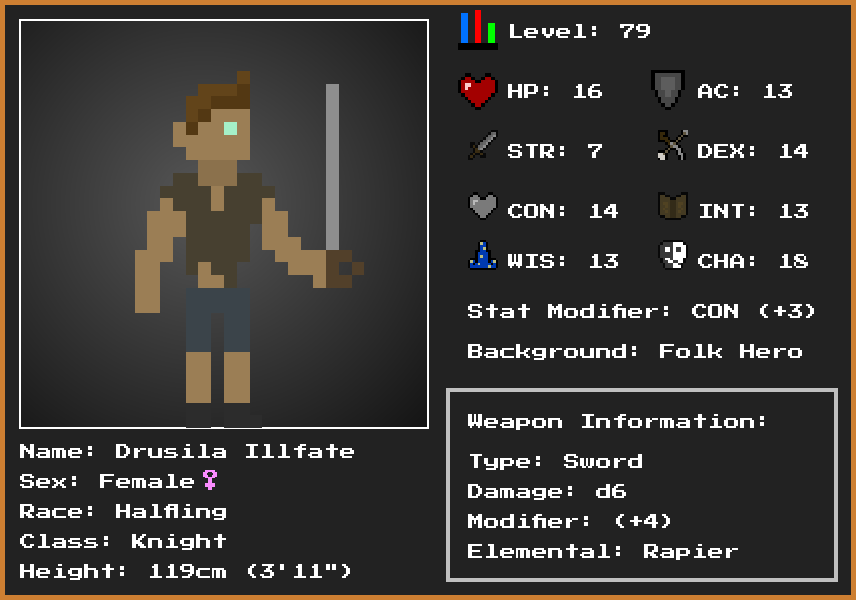 Level: 79
HP: 16
AC: 13
STR: 7
DEX: 14
CON: 14
INT: 13
WIS: 13
CHA: 18
Stat Modifier: CON (+3)
Background: Folk Hero
Weapon Information:
Type: Sword
Damage: d6
Modifier: (+4)
Elemental: Rapier
Name: Drusila Illfate
Sex: Female♀
Race: Halfling
Class: Knight
Height: 119cm (3'11")